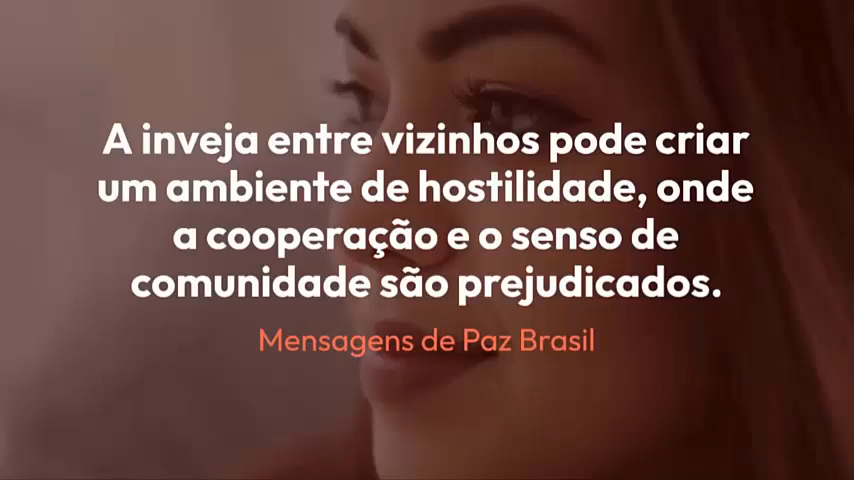 A inveja entre vizinhos pode criar
um ambiente de hostilidade, onde
a cooperação e o senso de
comunidade são prejudicados.
Mensagens de Paz Brasil